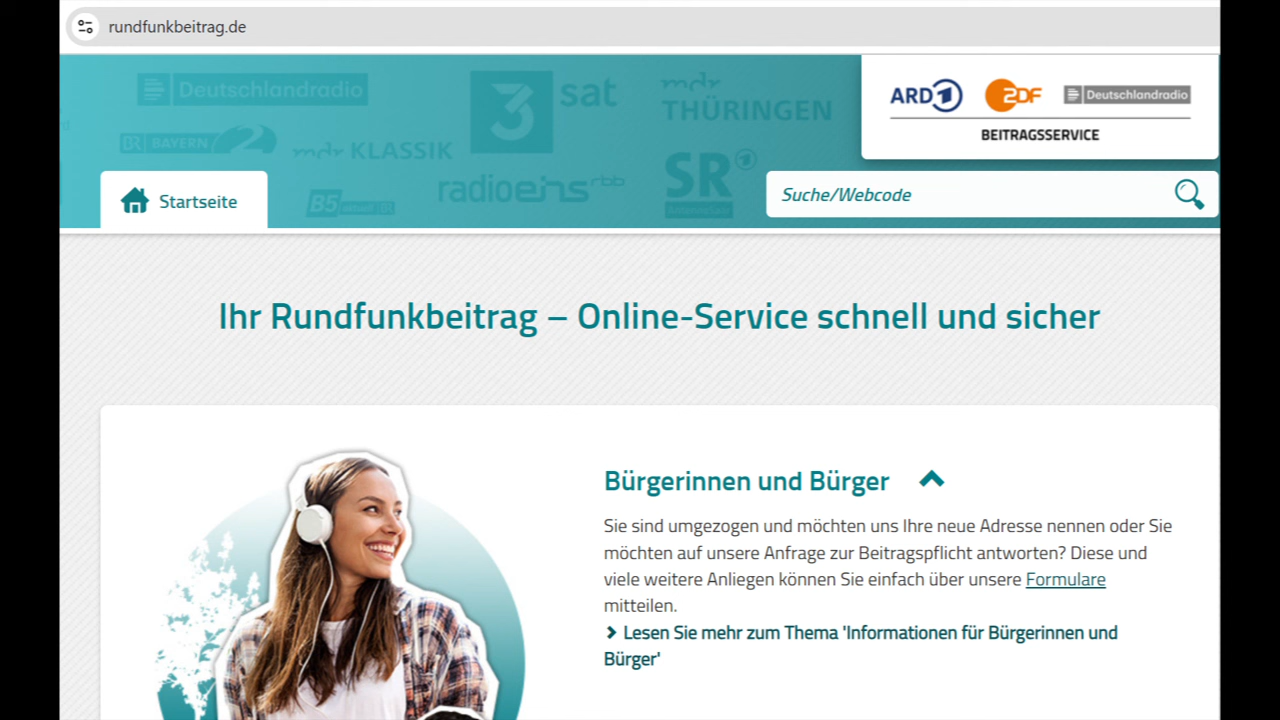 rundfunkbeitrag.de
Deutschlandradio
3sat
mdr THÜRINGEN
ARD 1 ZDF Deutschlandradio
BEITRAGSSERVICE
BR BAYERN 2
mdr KLASSIK
radioeins rbb
SR
B5 aktuell
Startseite
Suche/Webcode
Ihr Rundfunkbeitrag – Online-Service schnell und sicher
Bürgerinnen und Bürger
Sie sind umgezogen und möchten uns Ihre neue Adresse nennen oder Sie
möchten auf unsere Anfrage zur Beitragspflicht antworten? Diese und
viele weitere Anliegen können Sie einfach über unsere Formulare
mitteilen.
Lesen Sie mehr zum Thema 'Informationen für Bürgerinnen und
Bürger'